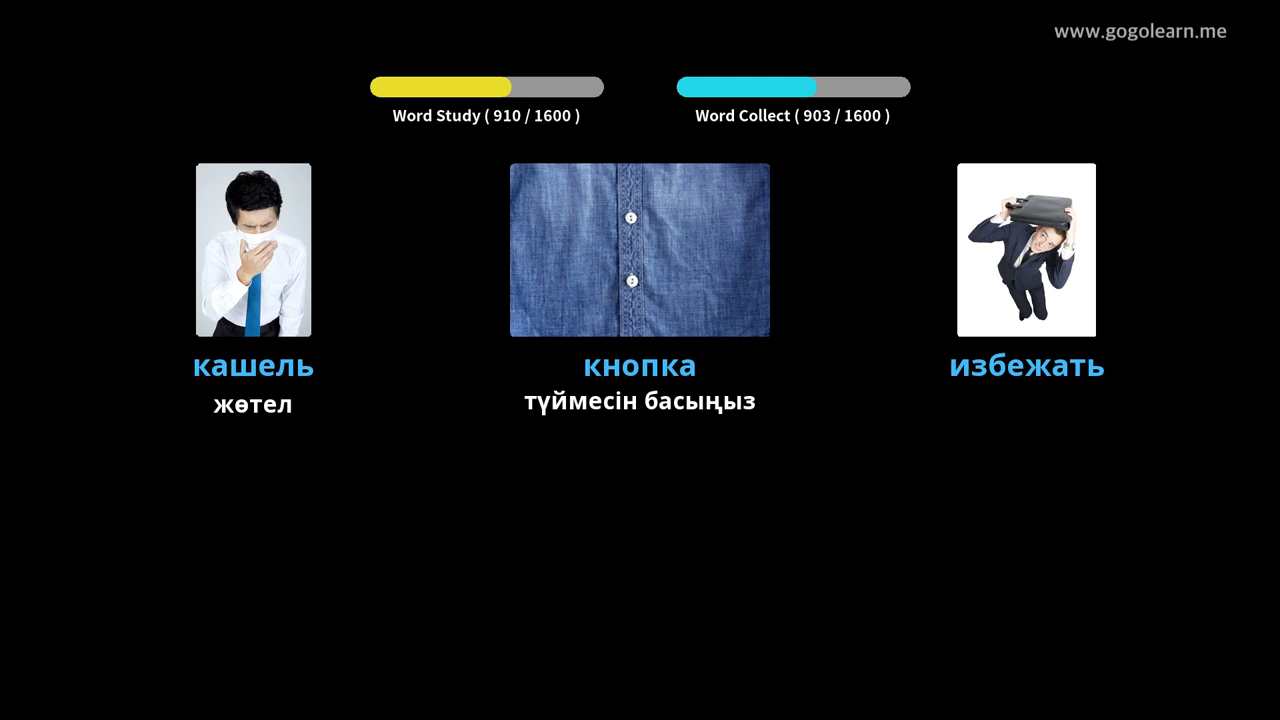 www.gogolearn.me
Word Study ( 910 / 1600 )
Word Collect ( 903 / 1600 )
кашель
жөтел
кнопка
түймесін басыңыз
избежать